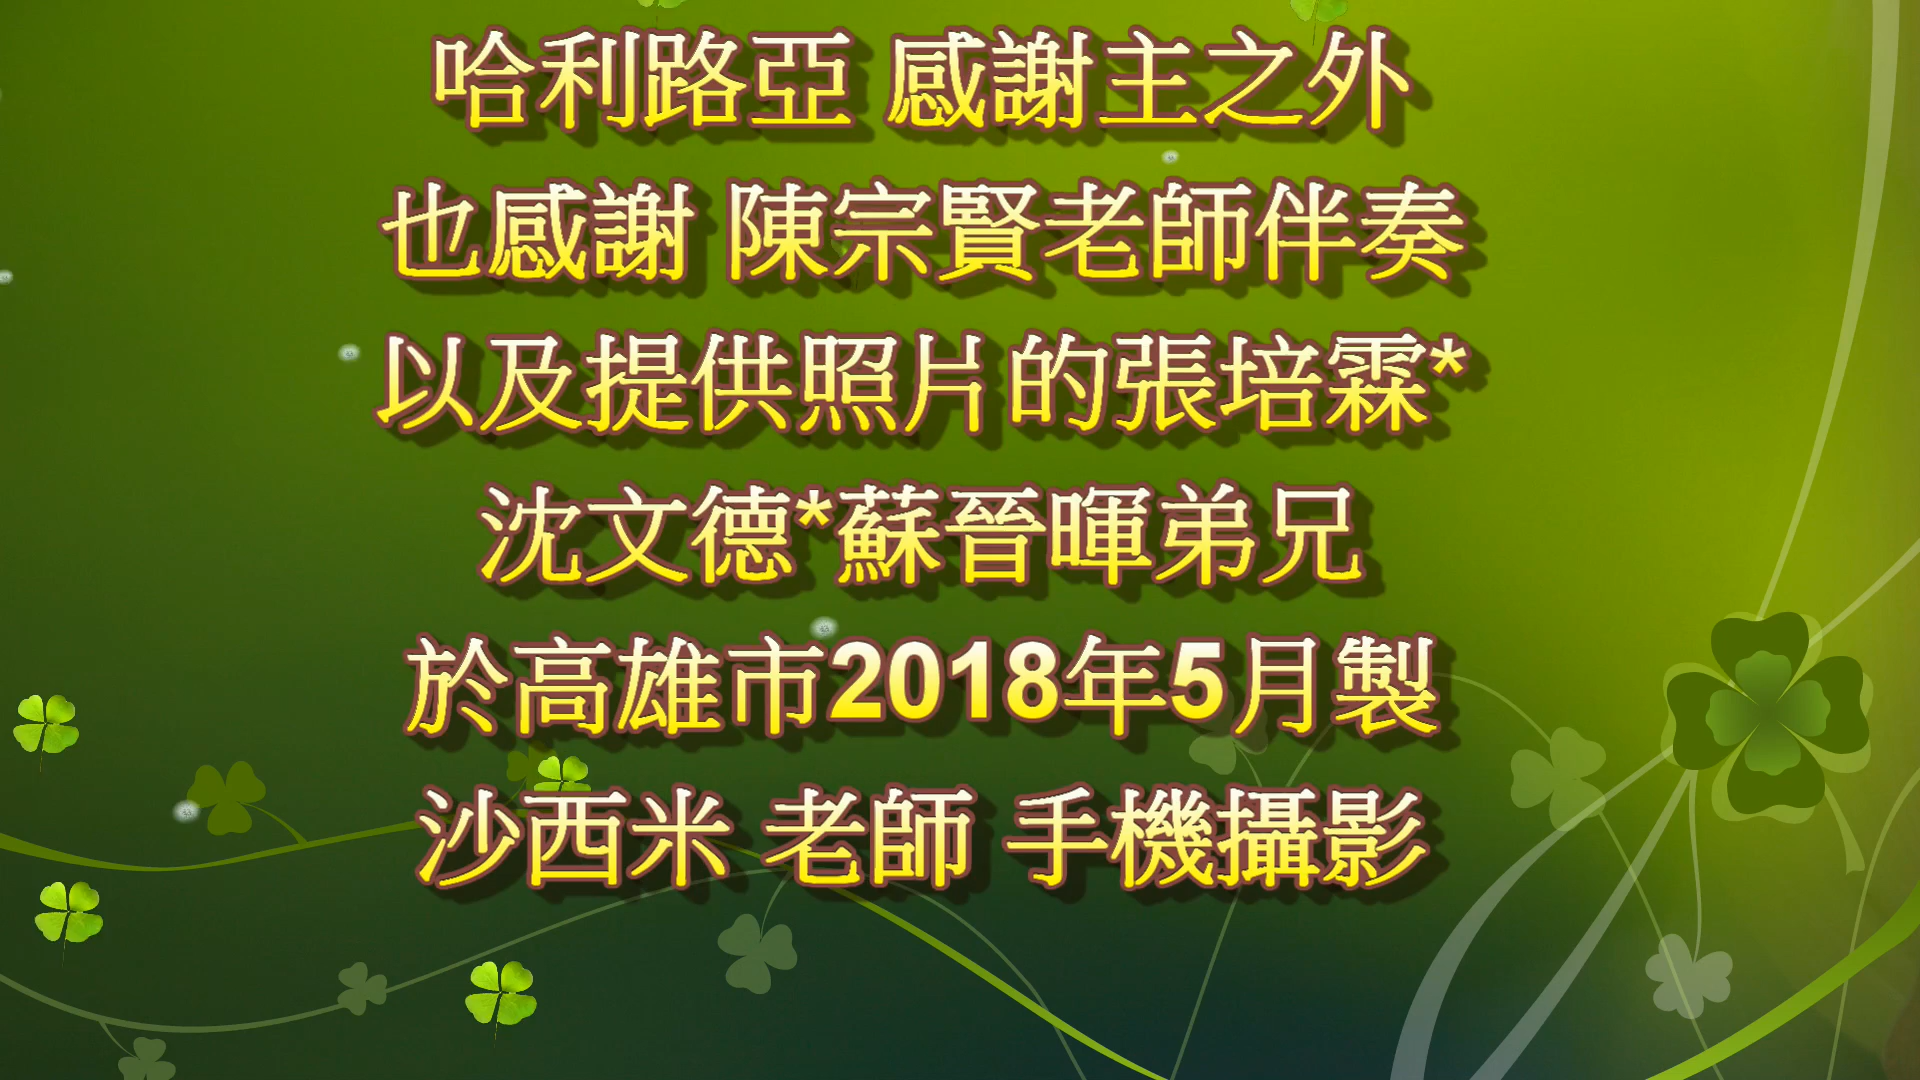 哈利路亞 感謝主之外
也感謝 陳宗賢老師伴奏
以及提供照片的張培霖*
沈文德*蘇晉暉弟兄
於高雄市2018年5月製
沙西米 老師 手機攝影